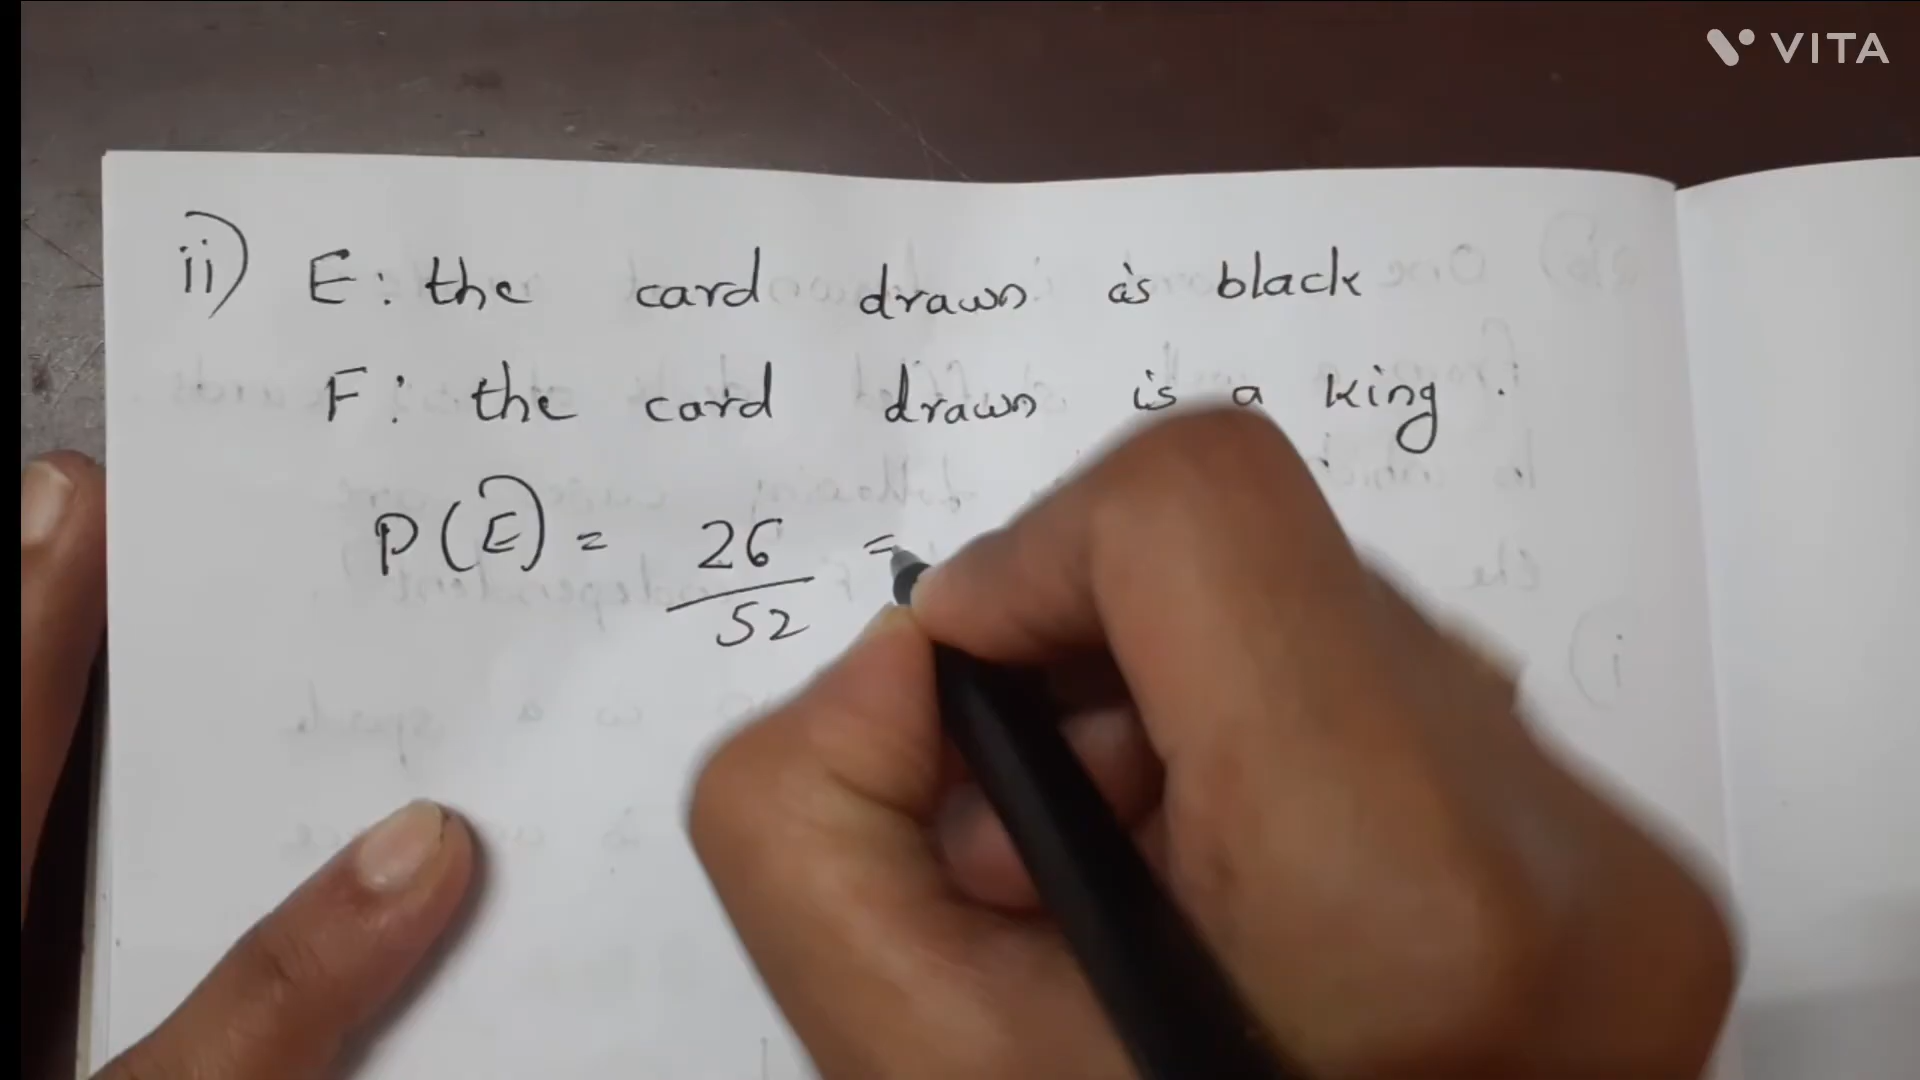 VITA
ii) E: the card drawn is black
F: the card drawn is a king.
P(E) = 26/52 =